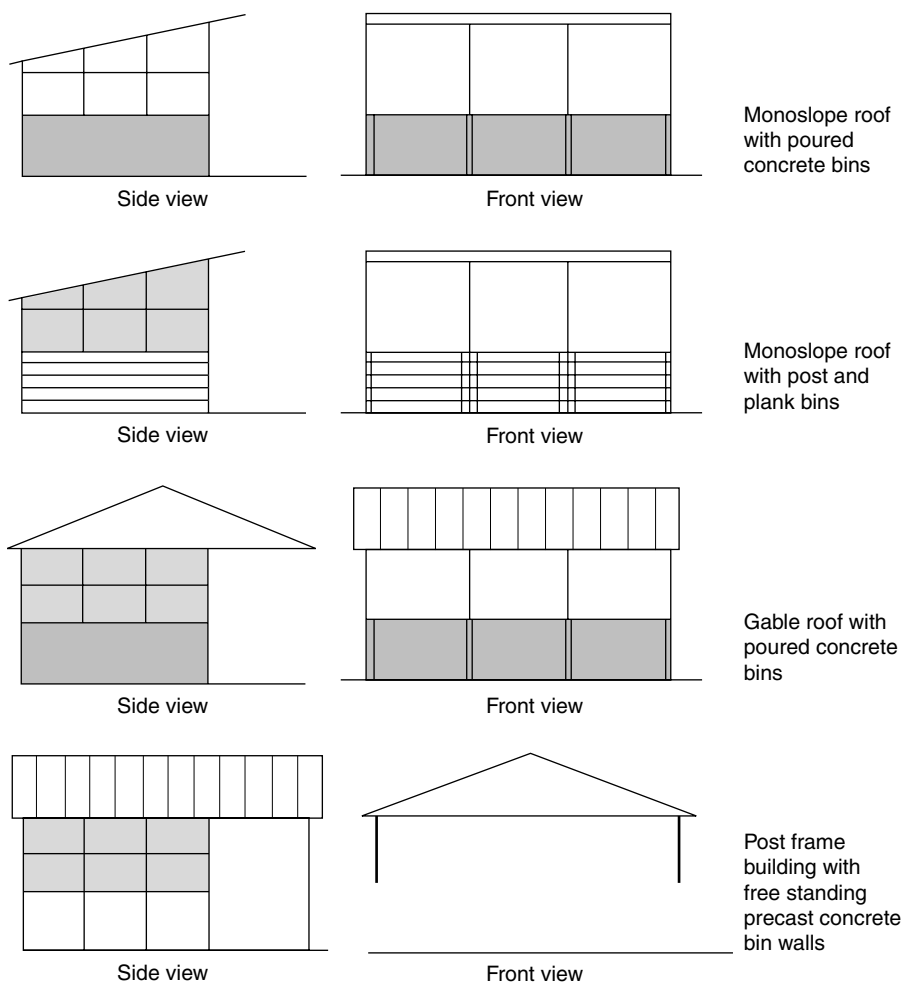 Side view
Front view
Monoslope roof
with poured
concrete bins
Side view
Front view
Monoslope roof
with post and
plank bins
Side view
Front view
Gable roof with
poured concrete
bins
Side view
Front view
Post frame
building with
free standing
precast concrete
bin walls